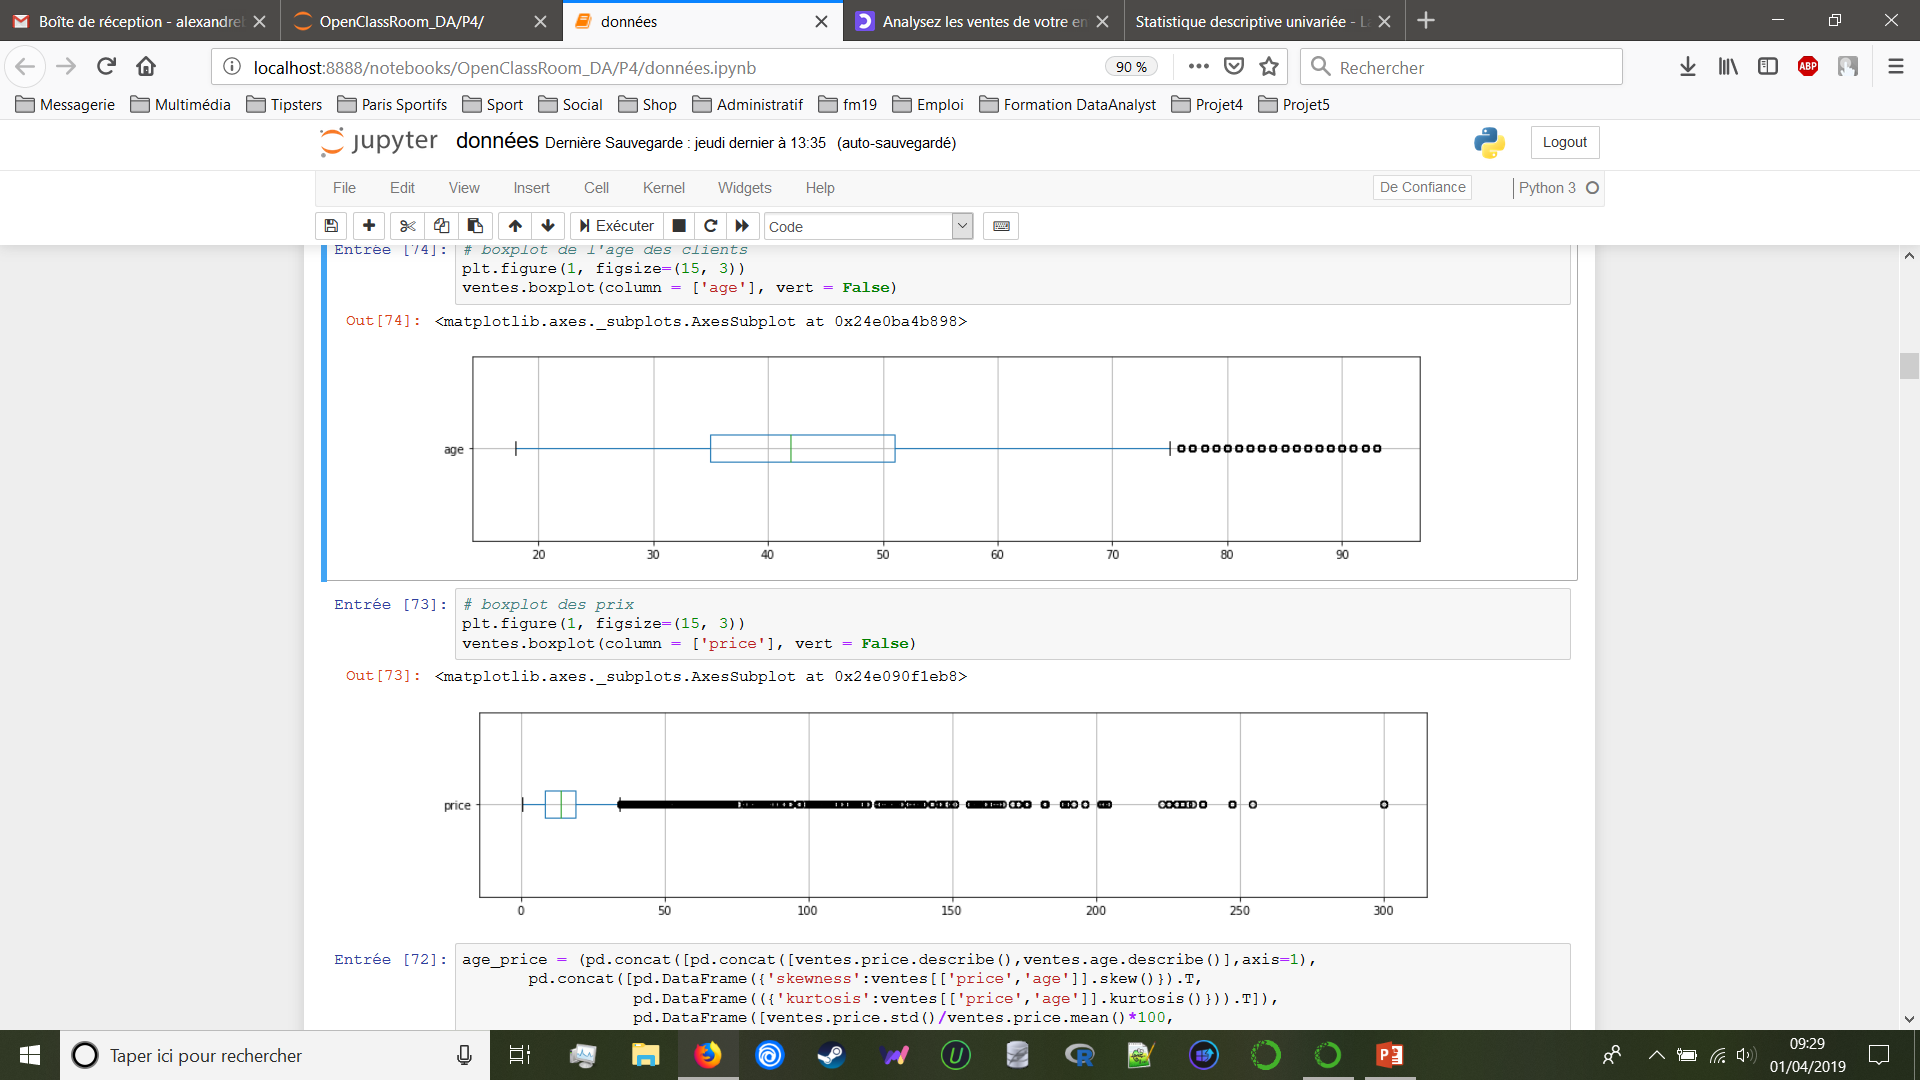 Boîte de réception - alexandre
OpenClassRoom_DA/P4/
données
Analysez les ventes de votre en
Statistique descriptive univariée - La
localhost:8888/notebooks/OpenClassRoom_DA/P4/données.ipynb
90 %
Rechercher
Messagerie
Multimédia
Tipsters
Paris Sportifs
Sport
Social
Shop
Administratif
fm19
Emploi
Formation DataAnalyst
Projet4
Projet5
ABP
jupyter
données Dernière Sauvegarde : jeudi dernier à 13:35 (auto-sauvegardé)
Logout
File Edit View Insert Cell Kernel Widgets Help
De Confiance
Python 3
Exécuter
Code
Entrée [74]:
# boxplot de l'age des clients
plt.figure(1, figsize=(15, 3))
ventes.boxplot(column = ['age'], vert = False)
Out[74]: <matplotlib.axes._subplots.AxesSubplot at 0x24e0ba4b898>
age
20 30 40 50 60 70 80 90
Entrée [73]:
# boxplot des prix
plt.figure(1, figsize=(15, 3))
ventes.boxplot(column = ['price'], vert = False)
Out[73]: <matplotlib.axes._subplots.AxesSubplot at 0x24e090f1eb8>
price
0 50 100 150 200 250 300
Entrée [72]:
age_price = (pd.concat([pd.concat([ventes.price.describe(),ventes.age.describe()],axis=1),
pd.concat([pd.DataFrame({'skewness':ventes[['price','age']].skew()}).T,
pd.DataFrame(({'kurtosis':ventes[['price','age']].kurtosis()})).T]),
pd.DataFrame([ventes.price.std()/ventes.price.mean()*100,
Taper ici pour rechercher
09:29
01/04/2019